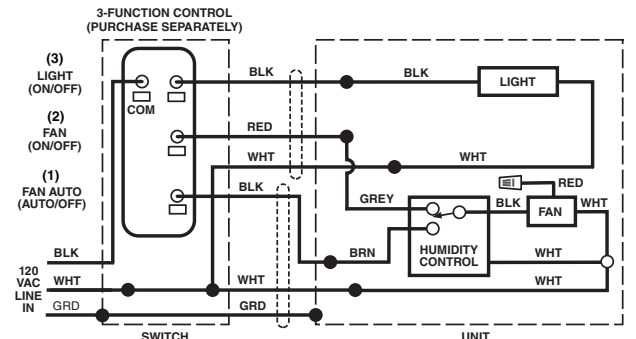 3-FUNCTION CONTROL
(PURCHASE SEPARATELY)
(3)
LIGHT
(ON/OFF)
COM
BLK
BLK
LIGHT
(2)
FAN
(ON/OFF)
RED
WHT
WHT
(1)
FAN AUTO
(AUTO/OFF)
BLK
GREY
RED
BLK
FAN
WHT
BRN
HUMIDITY
CONTROL
WHT
BLK
120
VAC
LINE
IN
WHT
WHT
WHT
GRD
GRD
SWITCH
UNIT